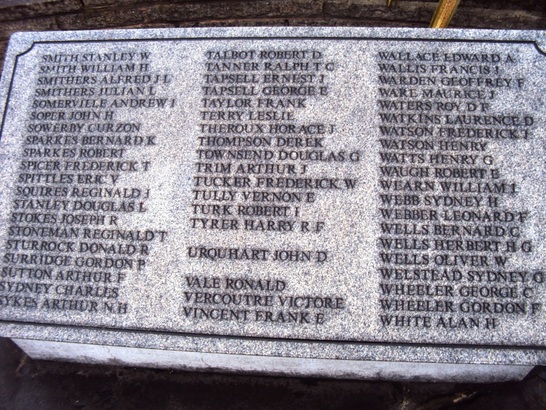 SMITH STANLEY W
SMITH WILLIAM H
SMITHERS ALFRED J L
SMITHERS JULIAN L
SOMERVILLE ANDREW I
SOPER JOHN H
SOWERBY CURZON
SPARKES BERNARD K
SPARKES ROBERT
SPICER FREDERICK T
SPITTLES ERIC V
SQUIRES REGINALD J
STANLEY DOUGLAS L
STOKES JOSEPH R
STONEMAN REGINALD T
STURROCK DONALD R
SURRIDGE GORDON P
SUTTON ARTHUR F
SYDNEY CHARLES
SYKES ARTHUR N H
TALBOT ROBERT D
TANNER RALPH T C
TAPSELL ERNEST J
TAPSELL GEORGE E
TAYLOR FRANK
TERRY LESLIE
THEROUX HORACE J
THOMPSON DEREK
TOWNSEND DOUGLAS G
TRIM ARTHUR J
TUCKER FREDERICK W
TULLY VERNON E
TURK ROBERT J
TYRER HARRY R F
URQUHART JOHN D
VALE RONALD
VERCOUTRE VICTORE
VINCENT FRANK E
WALLACE EDWARD A
WALLIS FRANCIS J
WARDEN GEOFFREY F
WARE MAURICE J
WATERS ROY D F
WATKINS LAURENCE D
WATSON FREDERICK J
WATSON HENRY
WATTS HENRY G
WAUGH ROBERT E
WEARN WILLIAM J
WEBB SYDNEY H
WEBBER LEONARD F
WELLS BERNARD C
WELLS HERBERT H G
WELLS OLIVER W
WELSTEAD SYDNEY G
WHEELER GEORGE C
WHEELER GORDON F
WHITE ALAN H